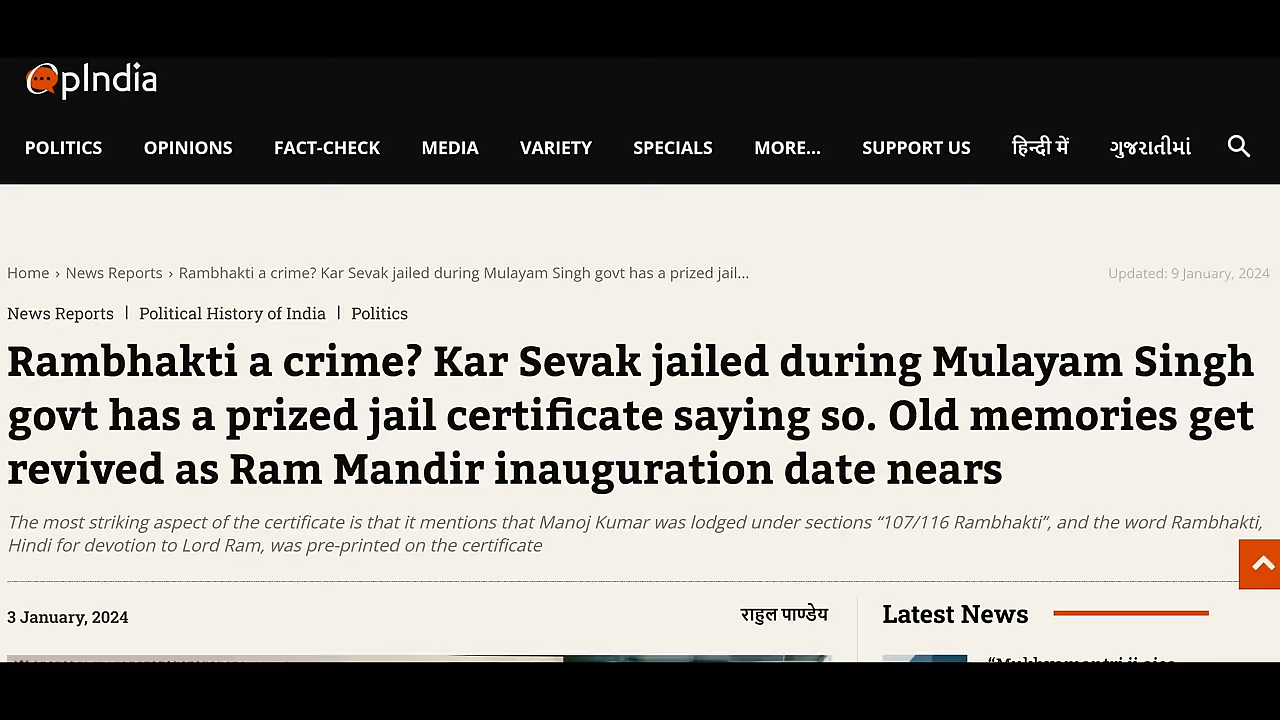 OpIndia
POLITICS OPINIONS FACT-CHECK MEDIA VARIETY SPECIALS MORE... SUPPORT US हिन्दी में ગુજરાતીમાં
Home › News Reports › Rambhakti a crime? Kar Sevak jailed during Mulayam Singh govt has a prized jail...
Updated: 9 January, 2024
News Reports | Political History of India | Politics
Rambhakti a crime? Kar Sevak jailed during Mulayam Singh
govt has a prized jail certificate saying so. Old memories get
revived as Ram Mandir inauguration date nears
The most striking aspect of the certificate is that it mentions that Manoj Kumar was lodged under sections “107/116 Rambhakti”, and the word Rambhakti,
Hindi for devotion to Lord Ram, was pre-printed on the certificate
3 January, 2024
राहुल पाण्डेय
Latest News